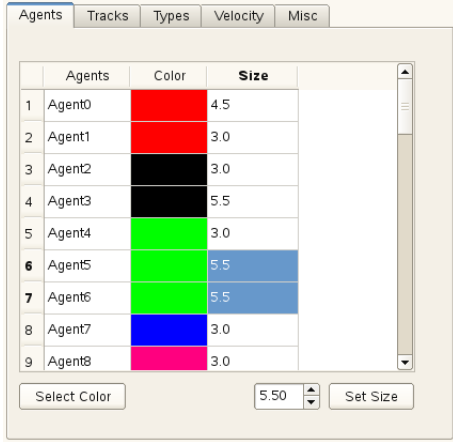 Agents Tracks Types Velocity Misc
Agents Color Size
1 Agent0 4.5
2 Agent1 3.0
3 Agent2 3.0
4 Agent3 5.5
5 Agent4 3.0
6 Agent5 5.5
7 Agent6 5.5
8 Agent7 3.0
9 Agent8 3.0
Select Color 5.50 Set Size